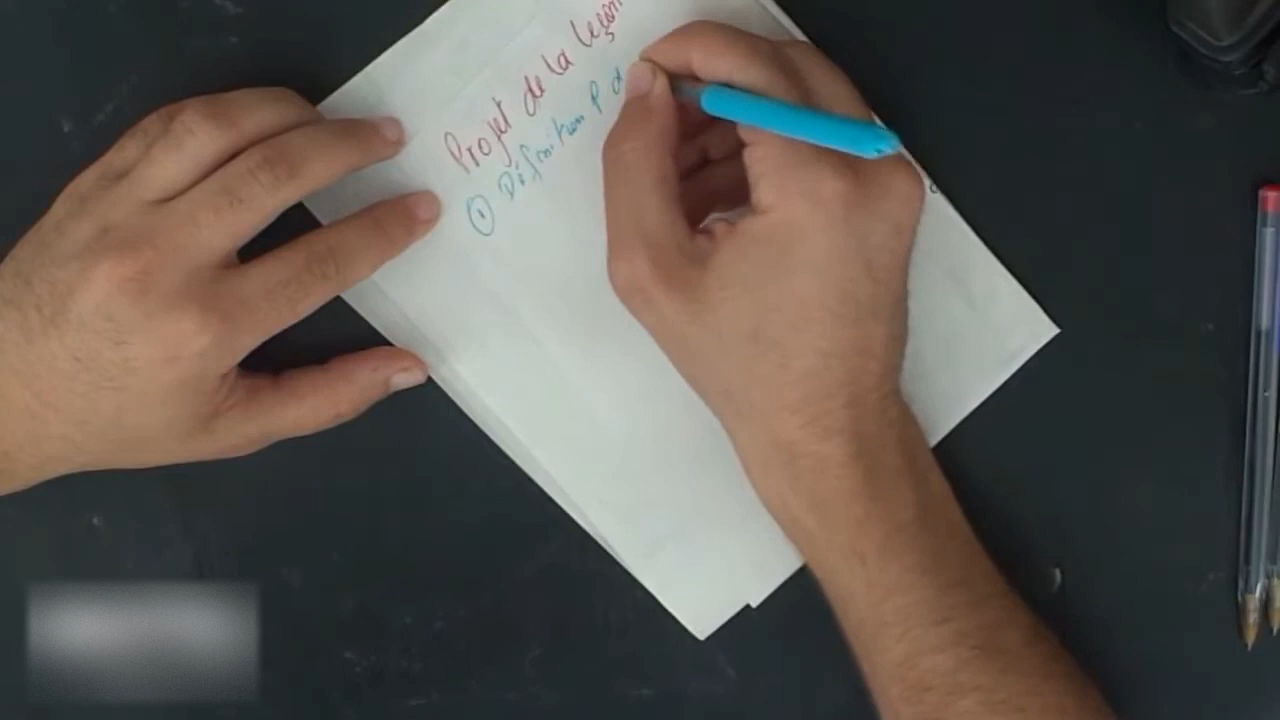 Projet de la leçon
① Définition P d